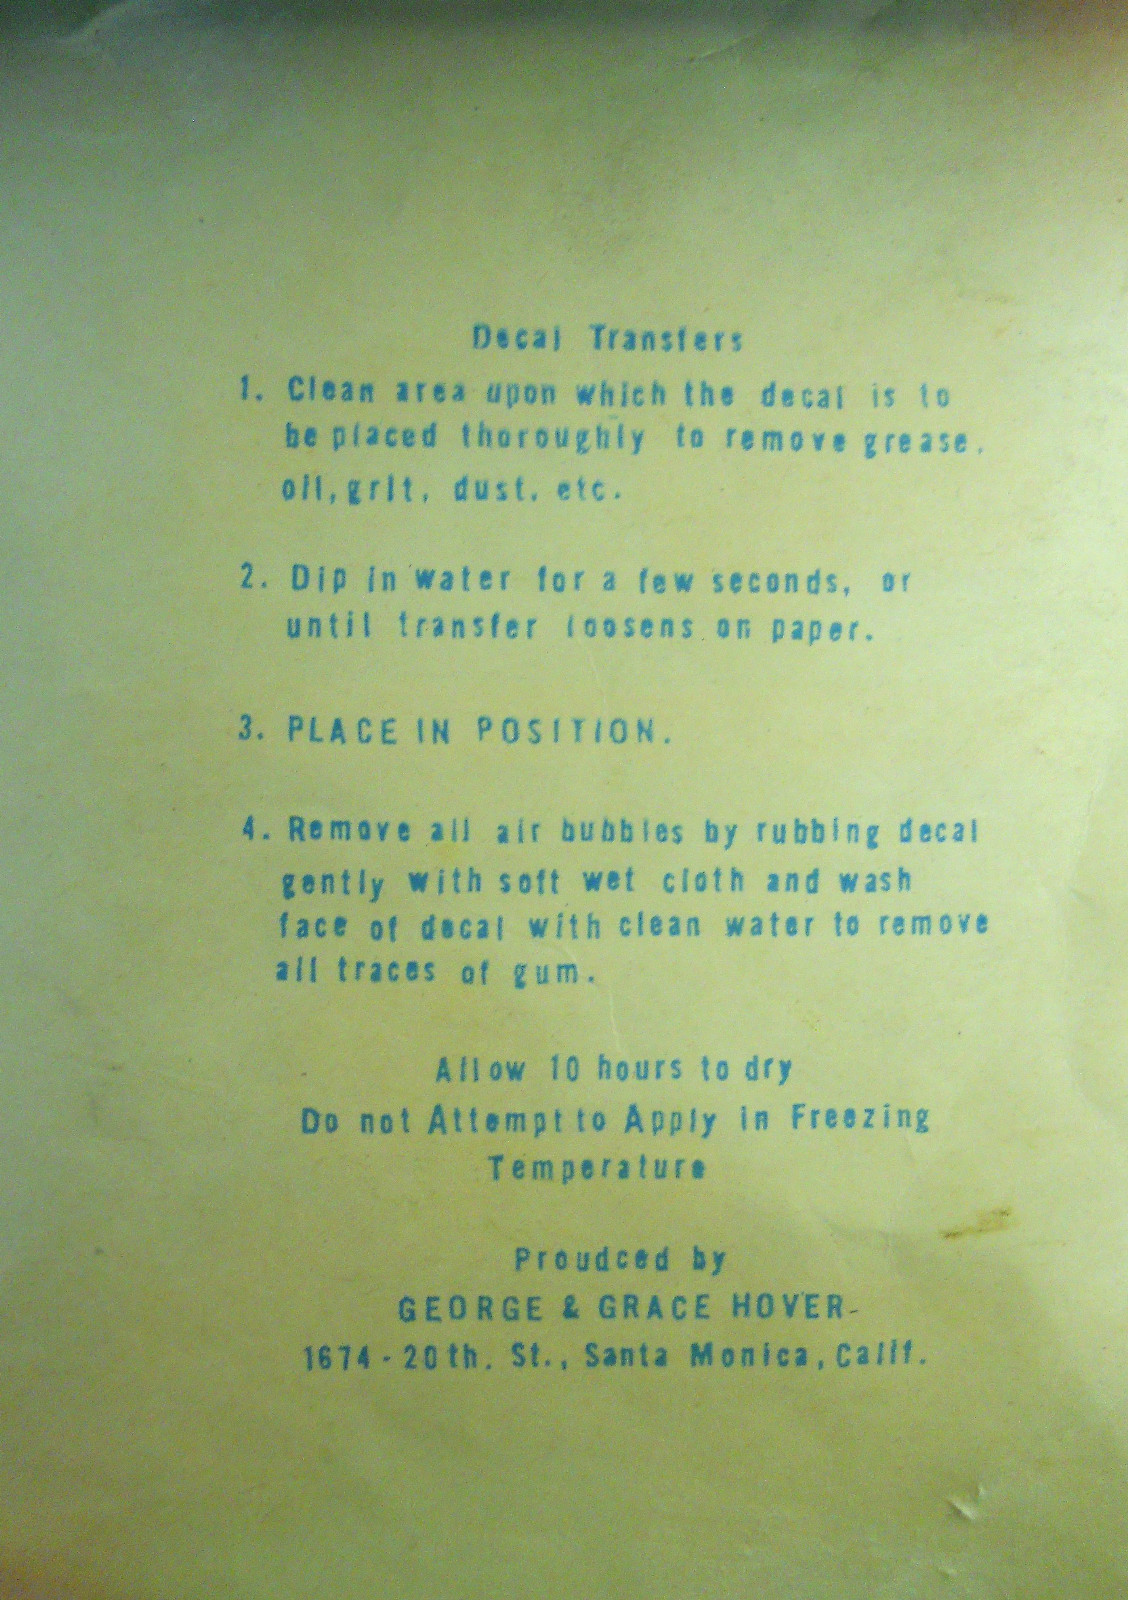 Decal Transfers
1. Clean area upon which the decal is to
be placed thoroughly to remove grease,
oil, grit, dust, etc.
2. Dip in water for a few seconds, or
until transfer loosens on paper.
3. PLACE IN POSITION.
4. Remove all air bubbles by rubbing decal
gently with soft wet cloth and wash
face of decal with clean water to remove
all traces of gum.
Allow 10 hours to dry
Do not Attempt to Apply in Freezing
Temperature
Proudced by
GEORGE & GRACE HOVER-
1674-20th. St., Santa Monica, Calif.